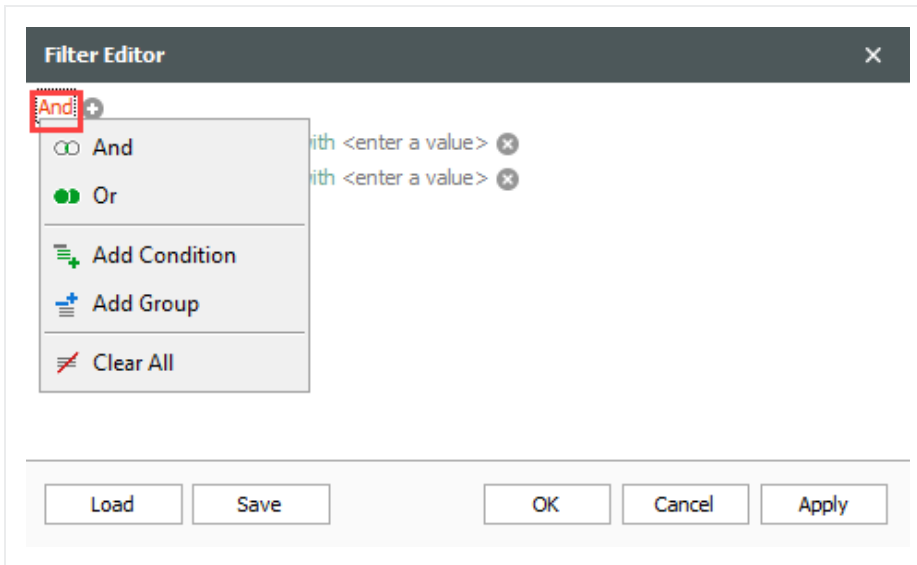 Filter Editor
And
And
with <enter a value>
Or
with <enter a value>
Add Condition
Add Group
Clear All
Load Save OK Cancel Apply